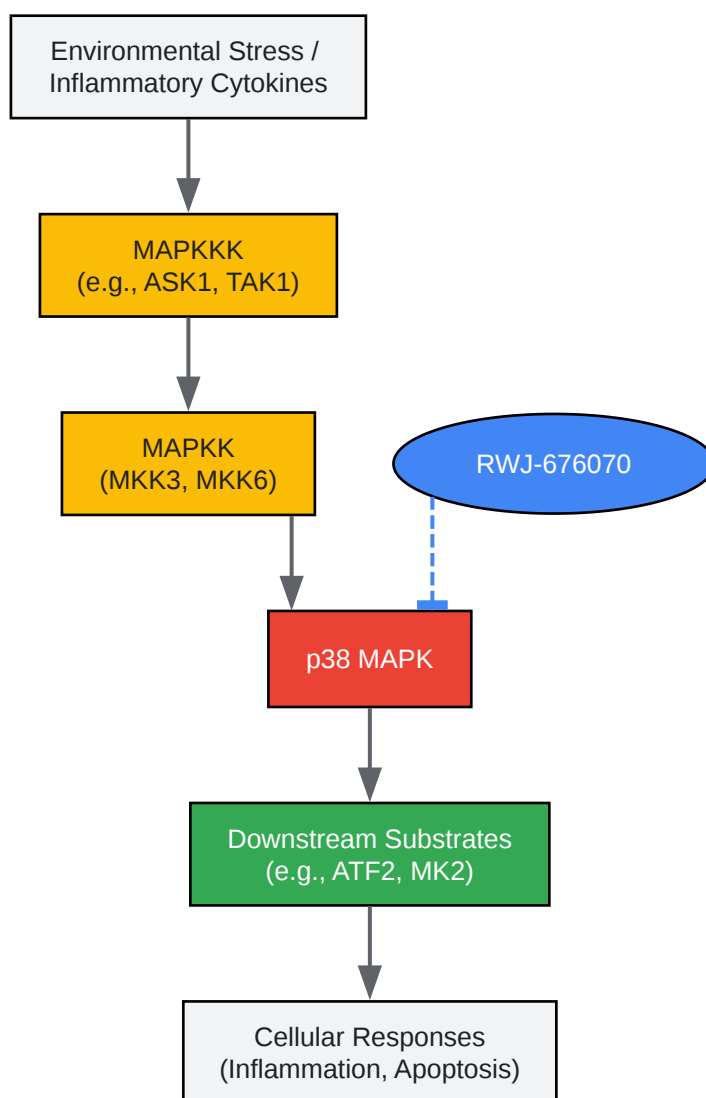 Environmental Stress /
Inflammatory Cytokines
MAPKKK
(e.g., ASK1, TAK1)
MAPKK
(MKK3, MKK6)
RWJ-676070
p38 MAPK
Downstream Substrates
(e.g., ATF2, MK2)
Cellular Responses
(Inflammation, Apoptosis)